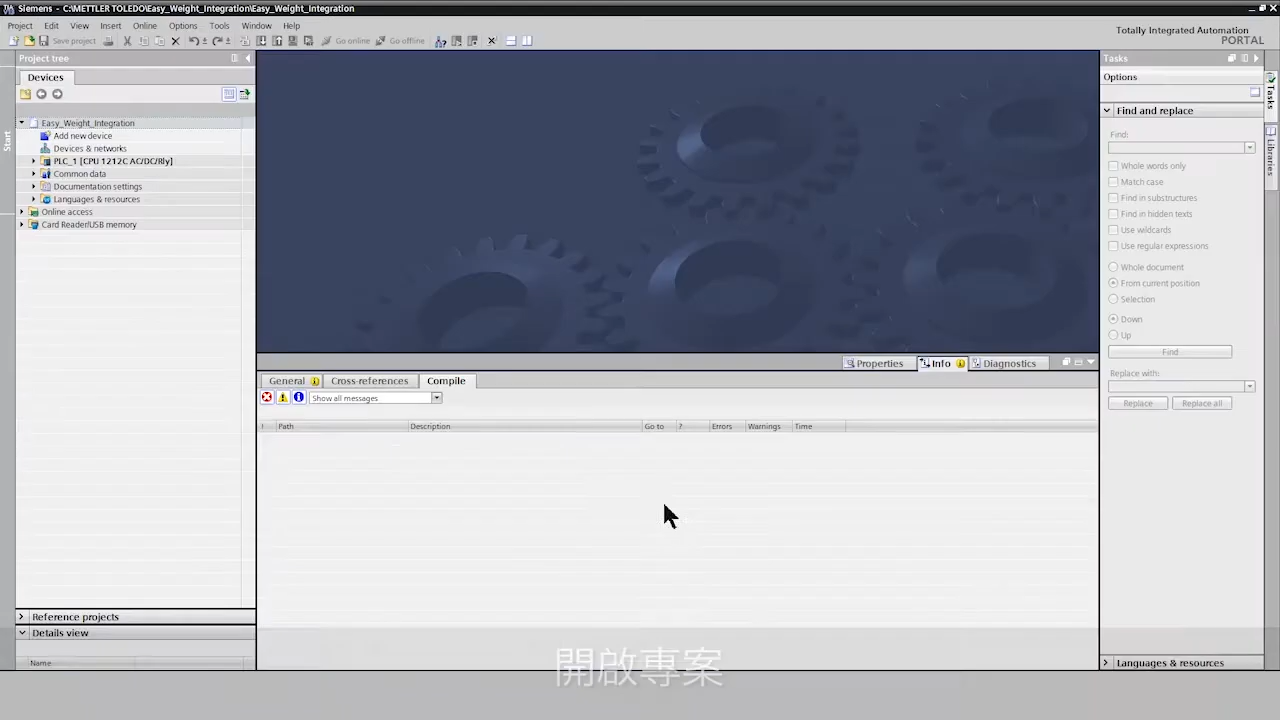 Siemens - C:\METTLER TOLEDO\Easy_Weight_Integration\Easy_Weight_Integration
Project Edit View Insert Online Options Tools Window Help
Totally Integrated Automation
PORTAL
Save project Go online Go offline
Project tree
Devices
Easy_Weight_Integration
Add new device
Devices & networks
PLC_1 [CPU 1212C AC/DC/Rly]
Common data
Documentation settings
Languages & resources
Online access
Card Reader/USB memory
Start
Reference projects
Details view
Name
Properties Info Diagnostics
General Cross-references Compile
Show all messages
! Path Description Go to ? Errors Warnings Time
Tasks
Options
Find and replace
Find:
Whole words only
Match case
Find in substructures
Find in hidden texts
Use wildcards
Use regular expressions
Whole document
From current position
Selection
Down
Up
Find
Replace with:
Replace Replace all
Languages & resources
Tasks
Libraries
開啟專案